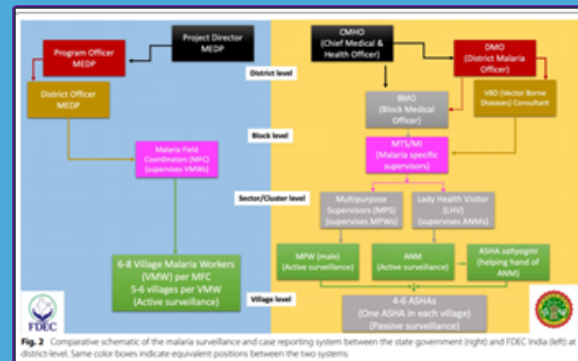 Project Director
MEDP
Program Officer
MEDP
District Officer
MEDP
Malaria Field
Coordinators (MFC)
(supervises VMWs)
6-8 Village Malaria Workers
(VMW) per MFC
5-6 villages per VMW
(Active surveillance)
FDEC
District level
Block level
Sector/Cluster level
Village level
CMHO
(Chief Medical &
Health Officer)
DMO
(District Malaria
Officer)
BMO
(Block Medical
Officer)
VBD (Vector Borne
Diseases) Consultant
MTS/MI
(Malaria specific
supervisors)
Multipurpose
Supervisors (MPS)
(supervises MPWs)
Lady Health Visitor
(LHV)
(supervises ANMs)
MPW (male)
(Active surveillance)
ANM
(Active surveillance)
ASHA sahyogini
(helping hand of
ANM)
4-6 ASHAs
(One ASHA in each village)
(Passive surveillance)
Fig. 2 Comparative schematic of the malaria surveillance and case reporting system between the state government (right) and FDEC India (left) at
district-level. Same color boxes indicate equivalent positions between the two systems